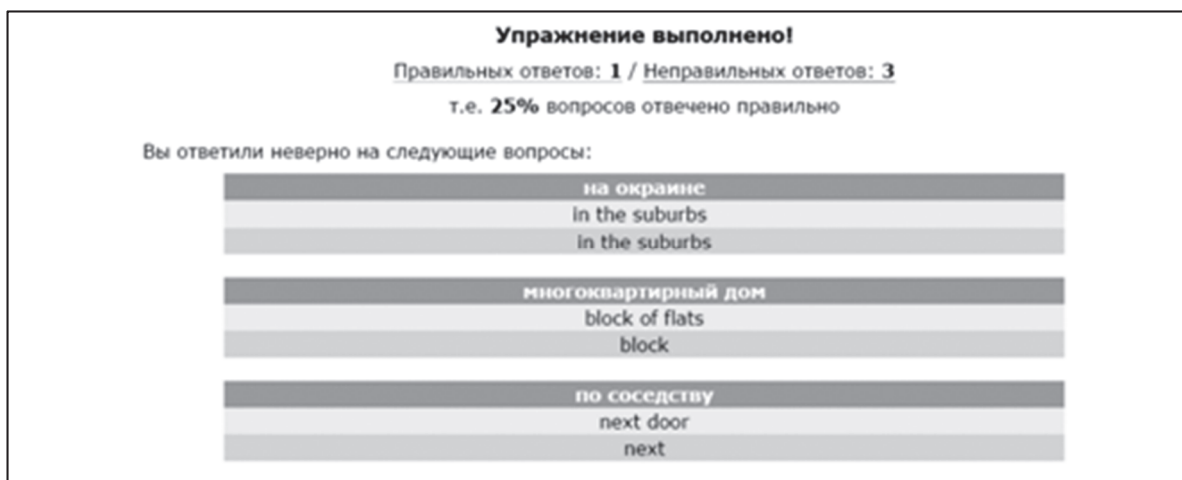 Упражнение выполнено!
Правильных ответов: 1 / Неправильных ответов: 3
т.е. 25% вопросов отвечено правильно
Вы ответили неверно на следующие вопросы:
на окраине
in the suburbs
in the suburbs
многоквартирный дом
block of flats
block
по соседству
next door
next